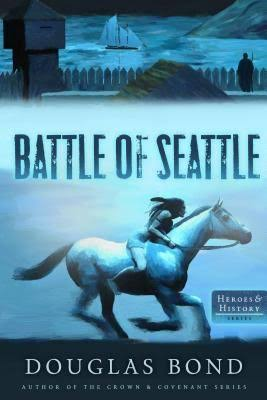 BATTLE OF SEATTLE
HEROES &
HISTORY
SERIES
DOUGLAS BOND
AUTHOR OF THE CROWN & COVENANT SERIES